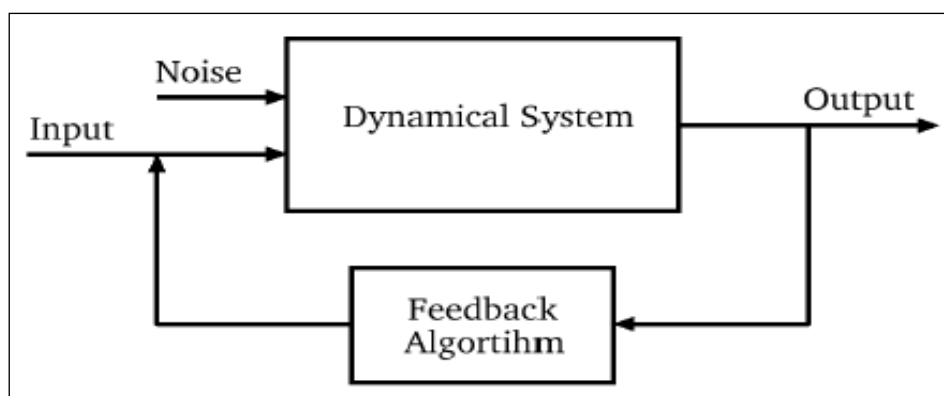 Noise
Input
Dynamical System
Output
Feedback
Algortihm